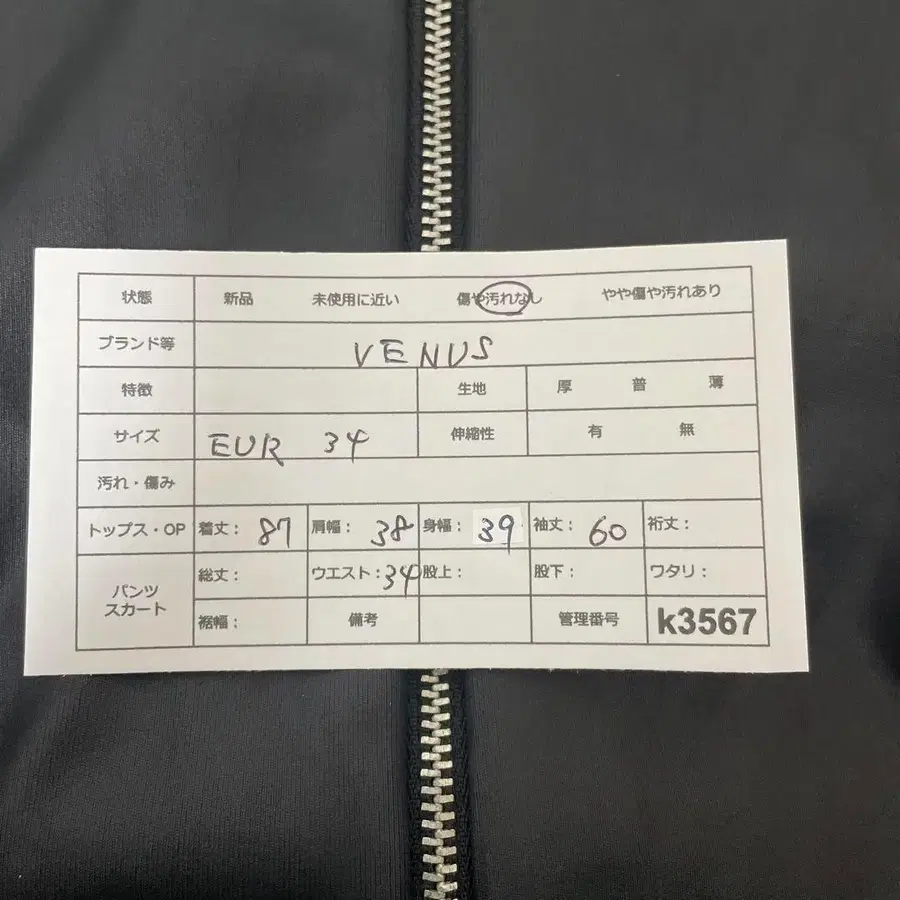 状態 新品 未使用に近い 傷や汚れなし やや傷や汚れあり
ブランド等 VENUS
特徴 生地 厚 普 薄
サイズ EUR 34 伸縮性 有 無
汚れ・傷み
トップス・OP 着丈: 87 肩幅: 38 身幅: 39 袖丈: 60 裄丈:
パンツ
スカート
総丈: ウエスト:34 股上: 股下: ワタリ:
裾幅: 備考 管理番号 k3567